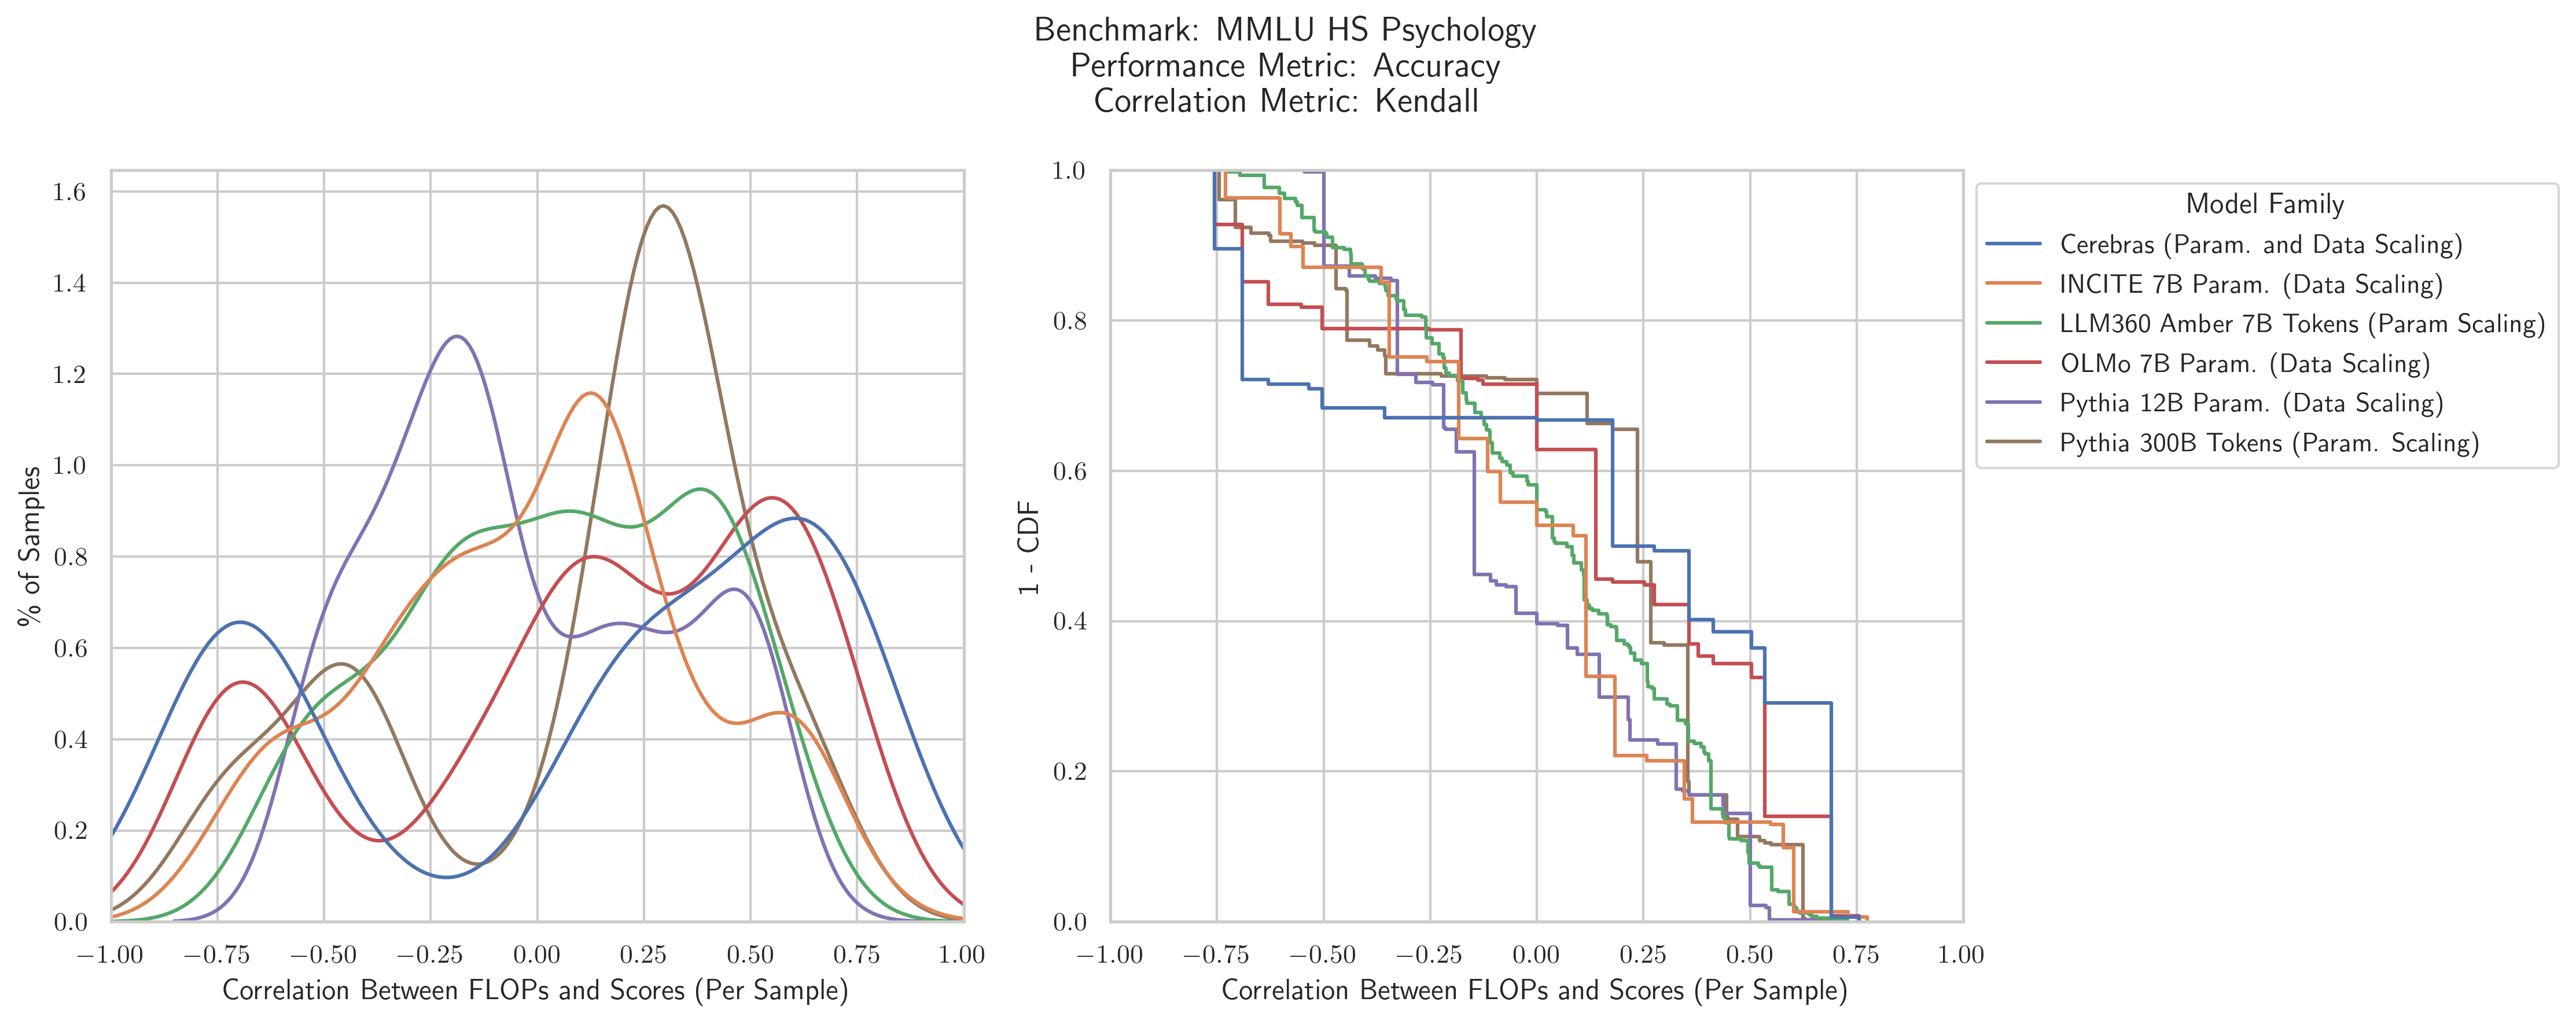 Benchmark: MMLU HS Psychology
Performance Metric: Accuracy
Correlation Metric: Kendall
% of Samples
1.6
1.4
1.2
1.0
0.8
0.6
0.4
0.2
0.0
−1.00 −0.75 −0.50 −0.25 0.00 0.25 0.50 0.75 1.00
Correlation Between FLOPs and Scores (Per Sample)
1 - CDF
1.0
0.8
0.6
0.4
0.2
0.0
−1.00 −0.75 −0.50 −0.25 0.00 0.25 0.50 0.75 1.00
Correlation Between FLOPs and Scores (Per Sample)
Model Family
Cerebras (Param. and Data Scaling)
INCITE 7B Param. (Data Scaling)
LLM360 Amber 7B Tokens (Param Scaling)
OLMo 7B Param. (Data Scaling)
Pythia 12B Param. (Data Scaling)
Pythia 300B Tokens (Param. Scaling)